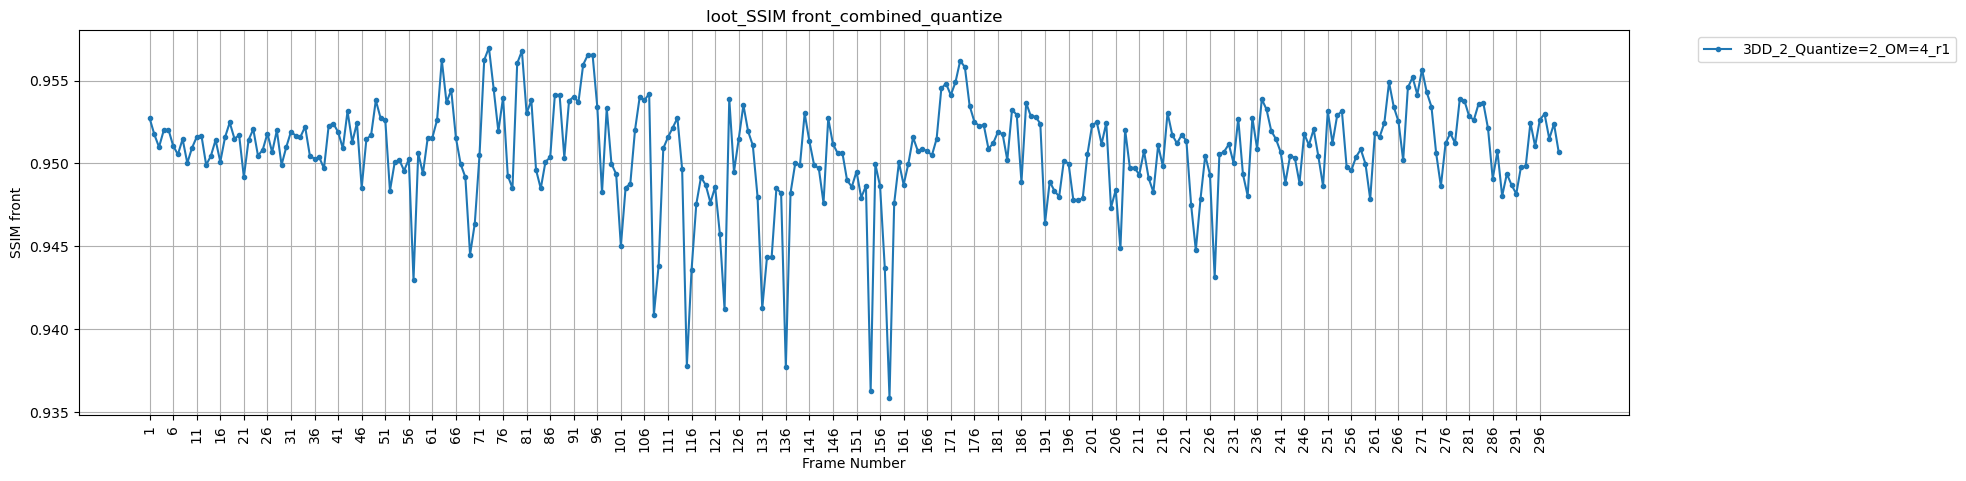 loot_SSIM front_combined_quantize
3DD_2_Quantize=2_OM=4_r1
SSIM front
0.955
0.950
0.945
0.940
0.935
1 6 11 16 21 26 31 36 41 46 51 56 61 66 71 76 81 86 91 96 101 106 111 116 121 126 131 136 141 146 151 156 161 166 171 176 181 186 191 196 201 206 211 216 221 226 231 236 241 246 251 256 261 266 271 276 281 286 291 296
Frame Number